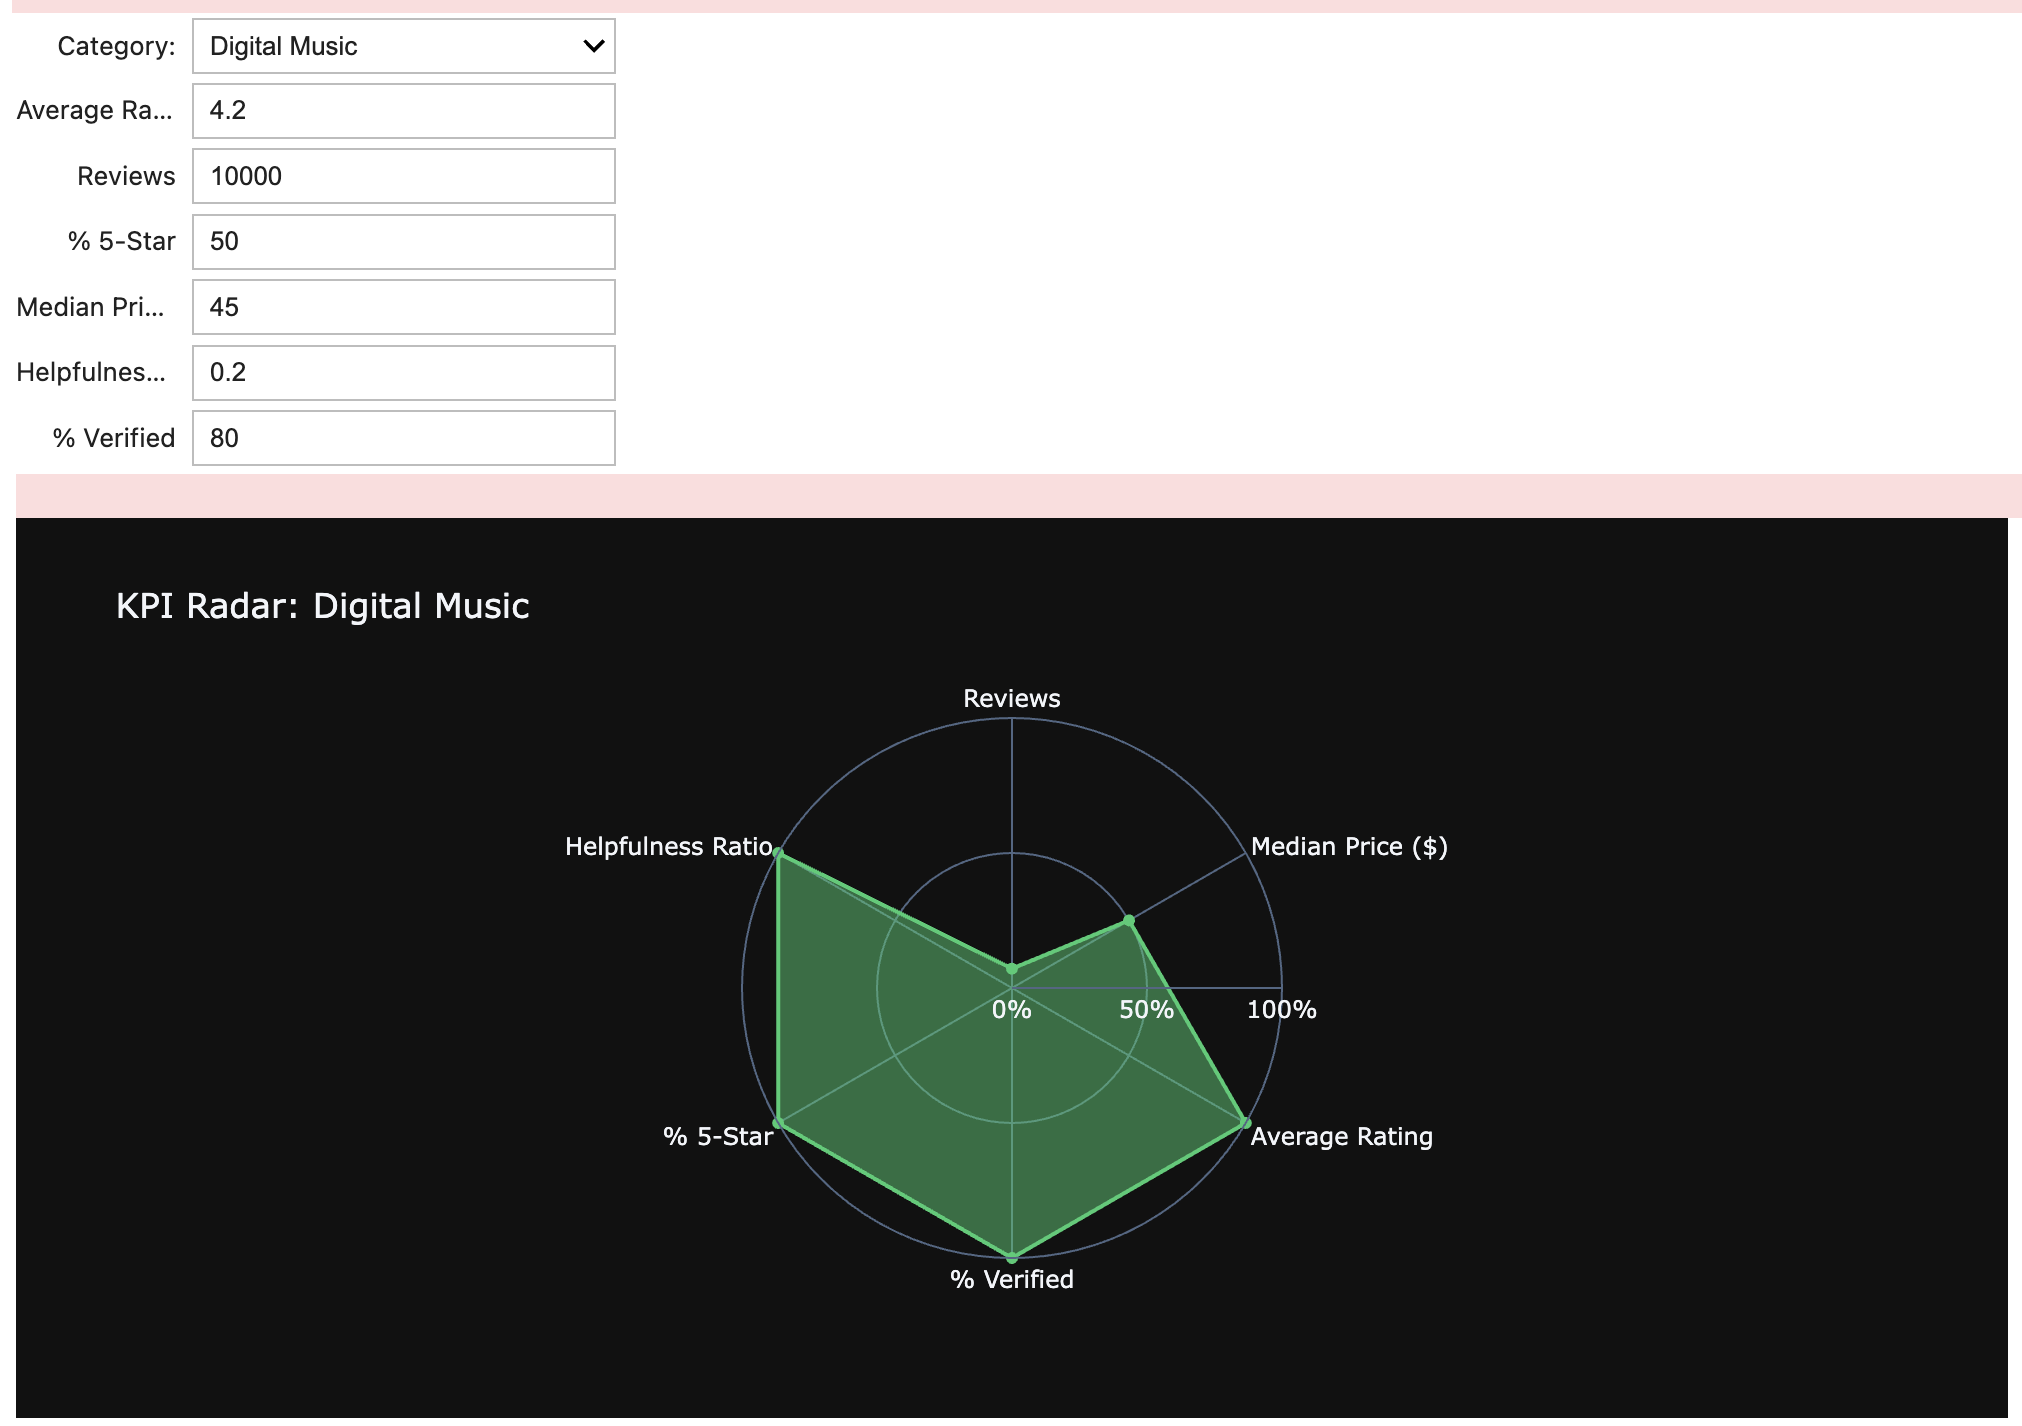 Category: Digital Music
Average Ra... 4.2
Reviews 10000
% 5-Star 50
Median Pri... 45
Helpfulnes... 0.2
% Verified 80
KPI Radar: Digital Music
Reviews
Helpfulness Ratio
Median Price ($)
0% 50% 100%
% 5-Star
Average Rating
% Verified